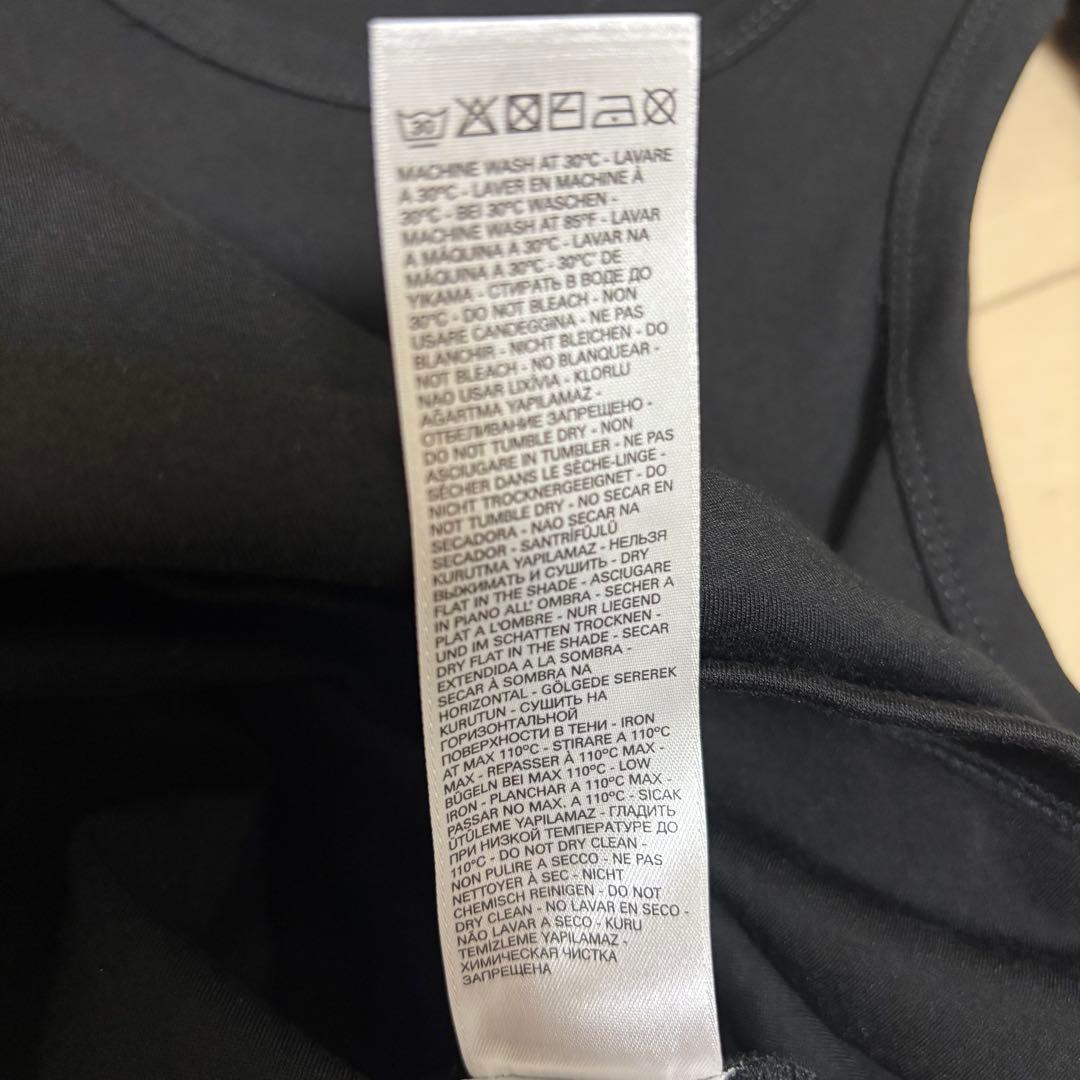 30
MACHINE WASH AT 30°C - LAVARE
A 30°C - LAVER EN MACHINE À
30°C - BEI 30°C WASCHEN -
MACHINE WASH AT 85°F - LAVAR
A MÁQUINA A 30°C - LAVAR NA
MÁQUINA A 30°C - 30°C' DE
YIKAMA - СТИРАТЬ В ВОДЕ ДО
30°C - DO NOT BLEACH - NON
USARE CANDEGGINA - NE PAS
BLANCHIR - NICHT BLEICHEN - DO
NOT BLEACH - NO BLANQUEAR -
NAO USAR LIXÍVIA - KLORLU
AĞARTMA YAPILAMAZ -
ОТБЕЛИВАНИЕ ЗАПРЕЩЕНО -
DO NOT TUMBLE DRY - NON
ASCIUGARE IN TUMBLER - NE PAS
SÉCHER DANS LE SÈCHE-LINGE -
NICHT TROCKNERGEEIGNET - DO
NOT TUMBLE DRY - NO SECAR EN
SECADORA - NAO SECAR NA
SECADOR - SANTRİFÜJLÜ
KURUTMA YAPILAMAZ - НЕЛЬЗЯ
ВЫЖИМАТЬ И СУШИТЬ - DRY
FLAT IN THE SHADE - ASCIUGARE
IN PIANO ALL' OMBRA - SECHER A
PLAT A L'OMBRE - NUR LIEGEND
UND IM SCHATTEN TROCKNEN -
DRY FLAT IN THE SHADE - SECAR
EXTENDIDA A LA SOMBRA -
SECAR À SOMBRA NA
HORIZONTAL - GÖLGEDE SEREREK
KURUTUN - СУШИТЬ НА
ГОРИЗОНТАЛЬНОЙ
ПОВЕРХНОСТИ В ТЕНИ - IRON
AT MAX 110°C - STIRARE A 110°C
MAX - REPASSER À 110°C MAX -
BÜGELN BEI MAX 110°C - LOW
IRON - PLANCHAR A 110°C MAX -
PASSAR NO MAX. A 110°C - SICAK
ÜTÜLEME YAPILAMAZ - ГЛАДИТЬ
ПРИ НИЗКОЙ ТЕМПЕРАТУРЕ ДО
110°C - DO NOT DRY CLEAN -
NON PULIRE A SECCO - NE PAS
NETTOYER À SEC - NICHT
CHEMISCH REINIGEN - DO NOT
DRY CLEAN - NO LAVAR EN SECO -
NÃO LAVAR A SECO - KURU
TEMİZLEME YAPILAMAZ -
ХИМИЧЕСКАЯ ЧИСТКА
ЗАПРЕЩЕНА